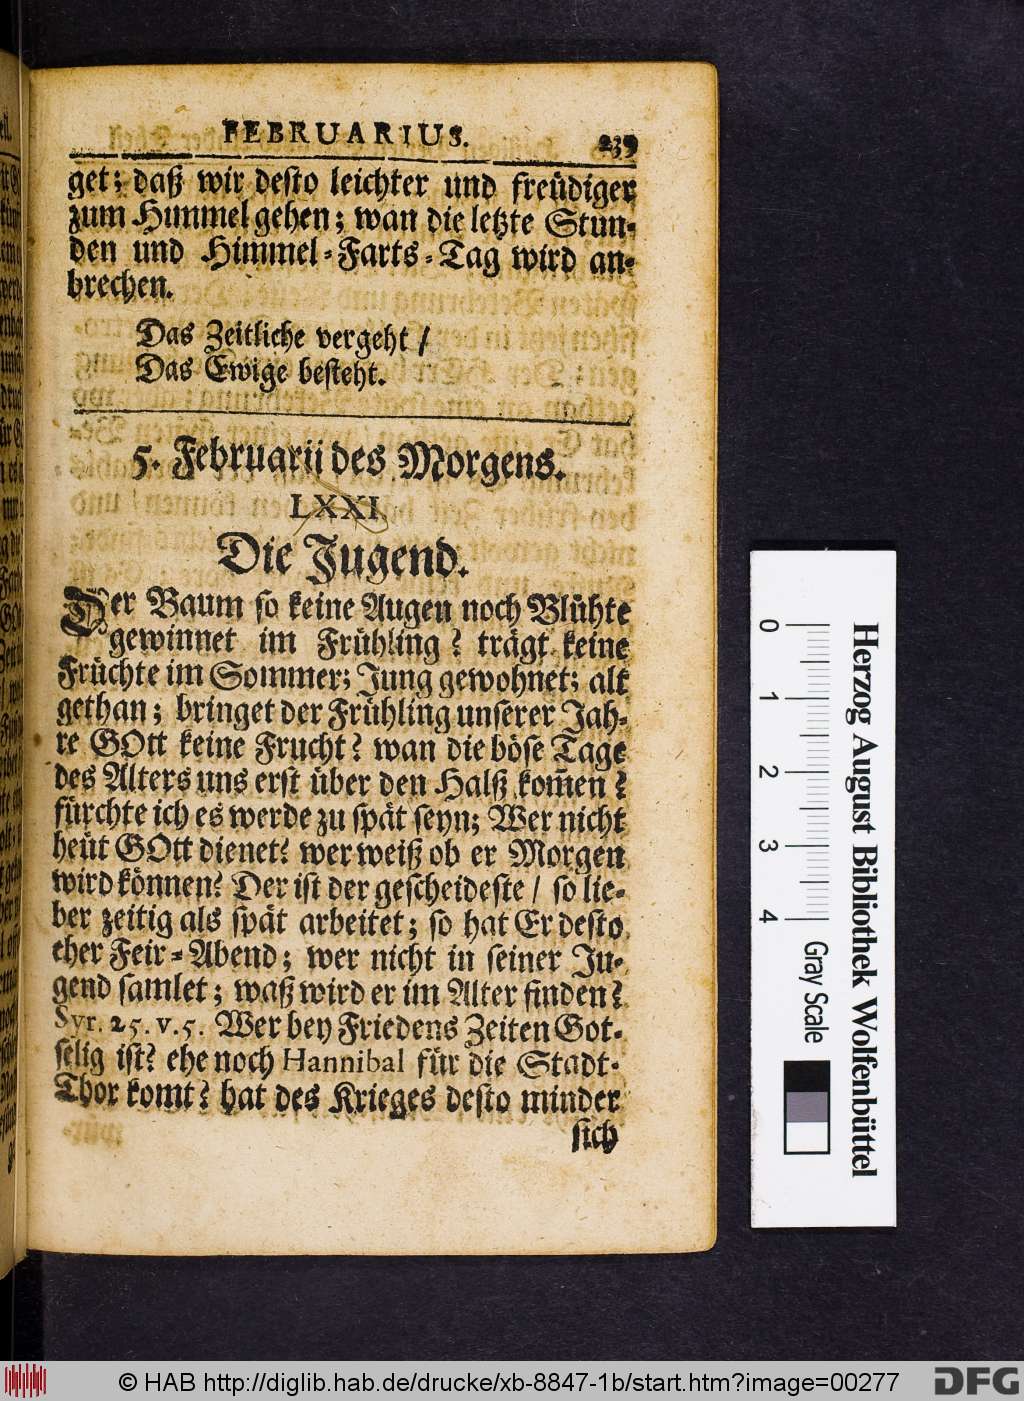 FEBRUARIUS. 239
get; daß wir desto leichter und freüdiger
zum Himmel gehen; wan die letzte Stun-
den und Himmel-Farts-Tag wird an-
brechen.
Das Zeitliche vergeht /
Das Ewige besteht.
5. Februarii des Morgens.
LXXI.
Die Jugend.
Der Baum so keine Augen noch Blühte
gewinnet im Frühling? trägt keine
Früchte im Sommer; Jung gewohnet; alt
gethan; bringet der Frühling unserer Jah-
re GOtt keine Frucht? wan die böse Tage
des Alters uns erst über den Halß kom̃en?
fürchte ich es werde zu spät seyn; Wer nicht
heüt GOtt dienet? wer weiß ob er Morgen
wird können? Der ist der gescheideste / so lie-
ber zeitig als spät arbeitet; so hat Er desto
eher Feir-Abend; wer nicht in seiner Ju-
gend samlet; waß wird er im Alter finden?
Syr. 25. v. 5. Wer bey Friedens Zeiten Got-
selig ist? ehe noch Hannibal für die Stadt-
Thor komt? hat des Krieges desto minder
sich
Herzog August Bibliothek Wolfenbüttel
0 1 2 3 4 Gray Scale
© HAB http://diglib.hab.de/drucke/xb-8847-1b/start.htm?image=00277
DFG